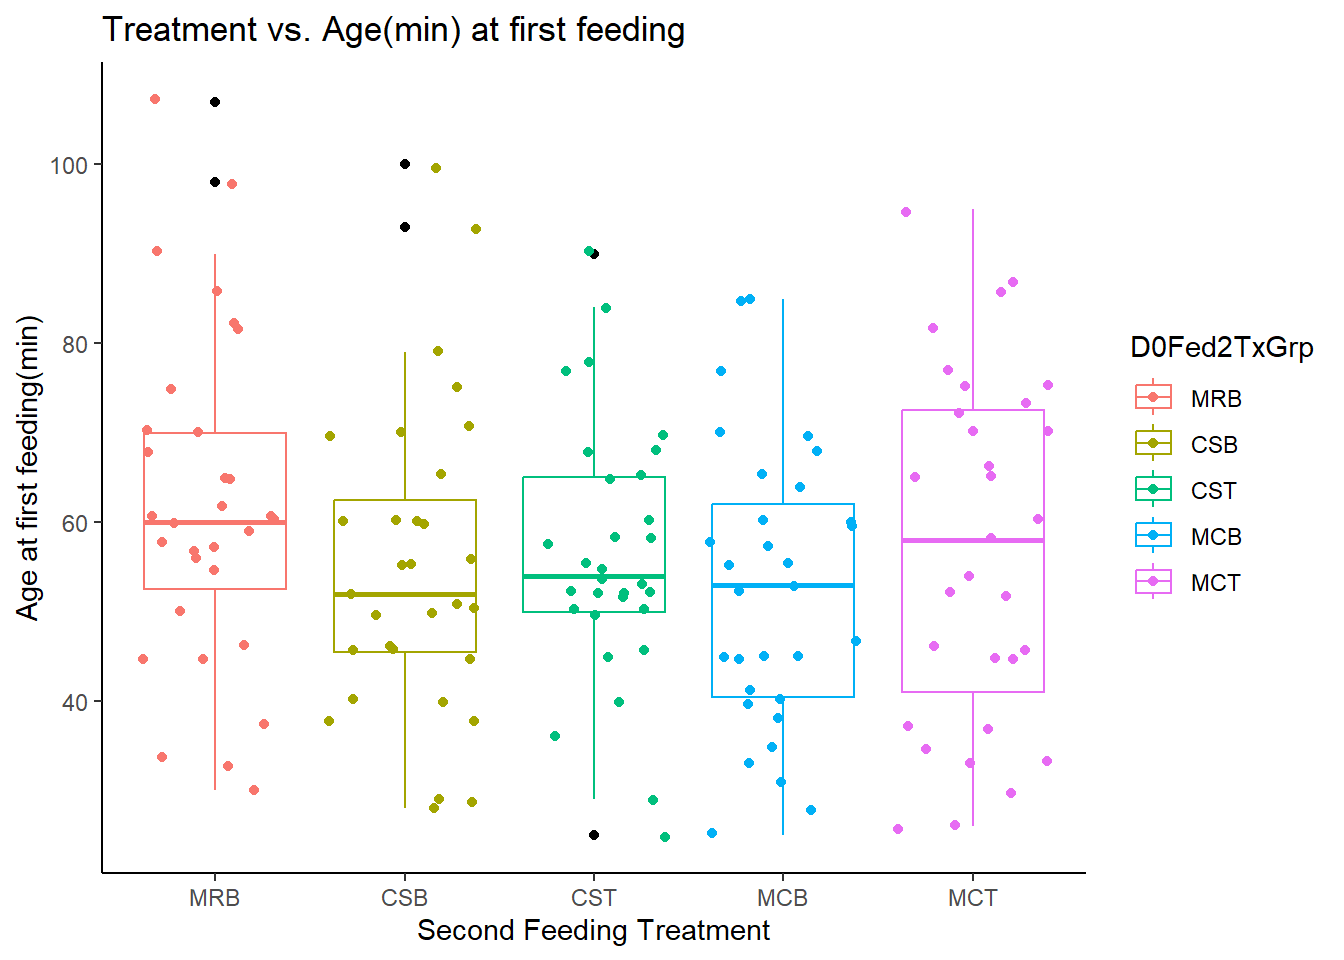 Treatment vs. Age(min) at first feeding
Age at first feeding(min)
100
80
60
40
MRB
CSB
CST
MCB
MCT
Second Feeding Treatment
D0Fed2TxGrp
MRB
CSB
CST
MCB
MCT